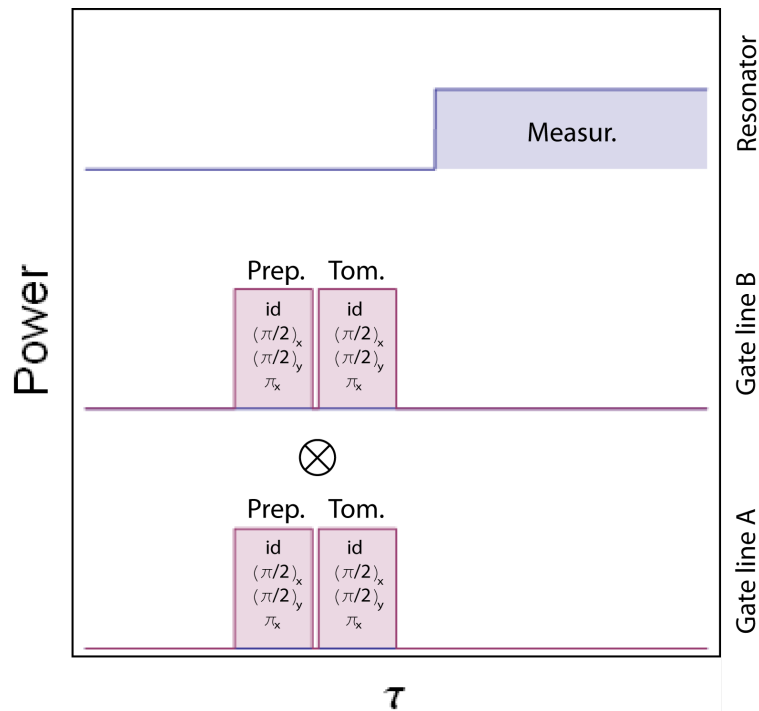 Resonator
Measur.
Power
Gate line B
Prep. Tom.
id id
(π/2)x (π/2)x
(π/2)y (π/2)y
πx πx
⊗
Gate line A
Prep. Tom.
id id
(π/2)x (π/2)x
(π/2)y (π/2)y
πx πx
τ